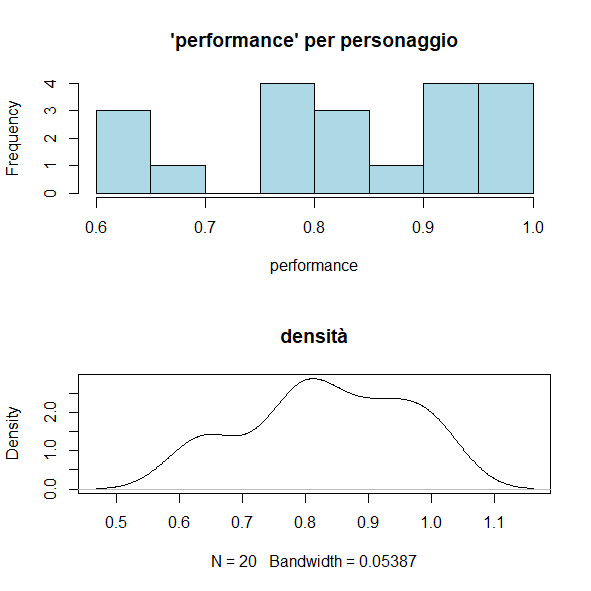 'performance' per personaggio
Frequency
4
3
2
1
0
0.6 0.7 0.8 0.9 1.0
performance
densità
Density
2.0
1.0
0.0
0.5 0.6 0.7 0.8 0.9 1.0 1.1
N = 20 Bandwidth = 0.05387